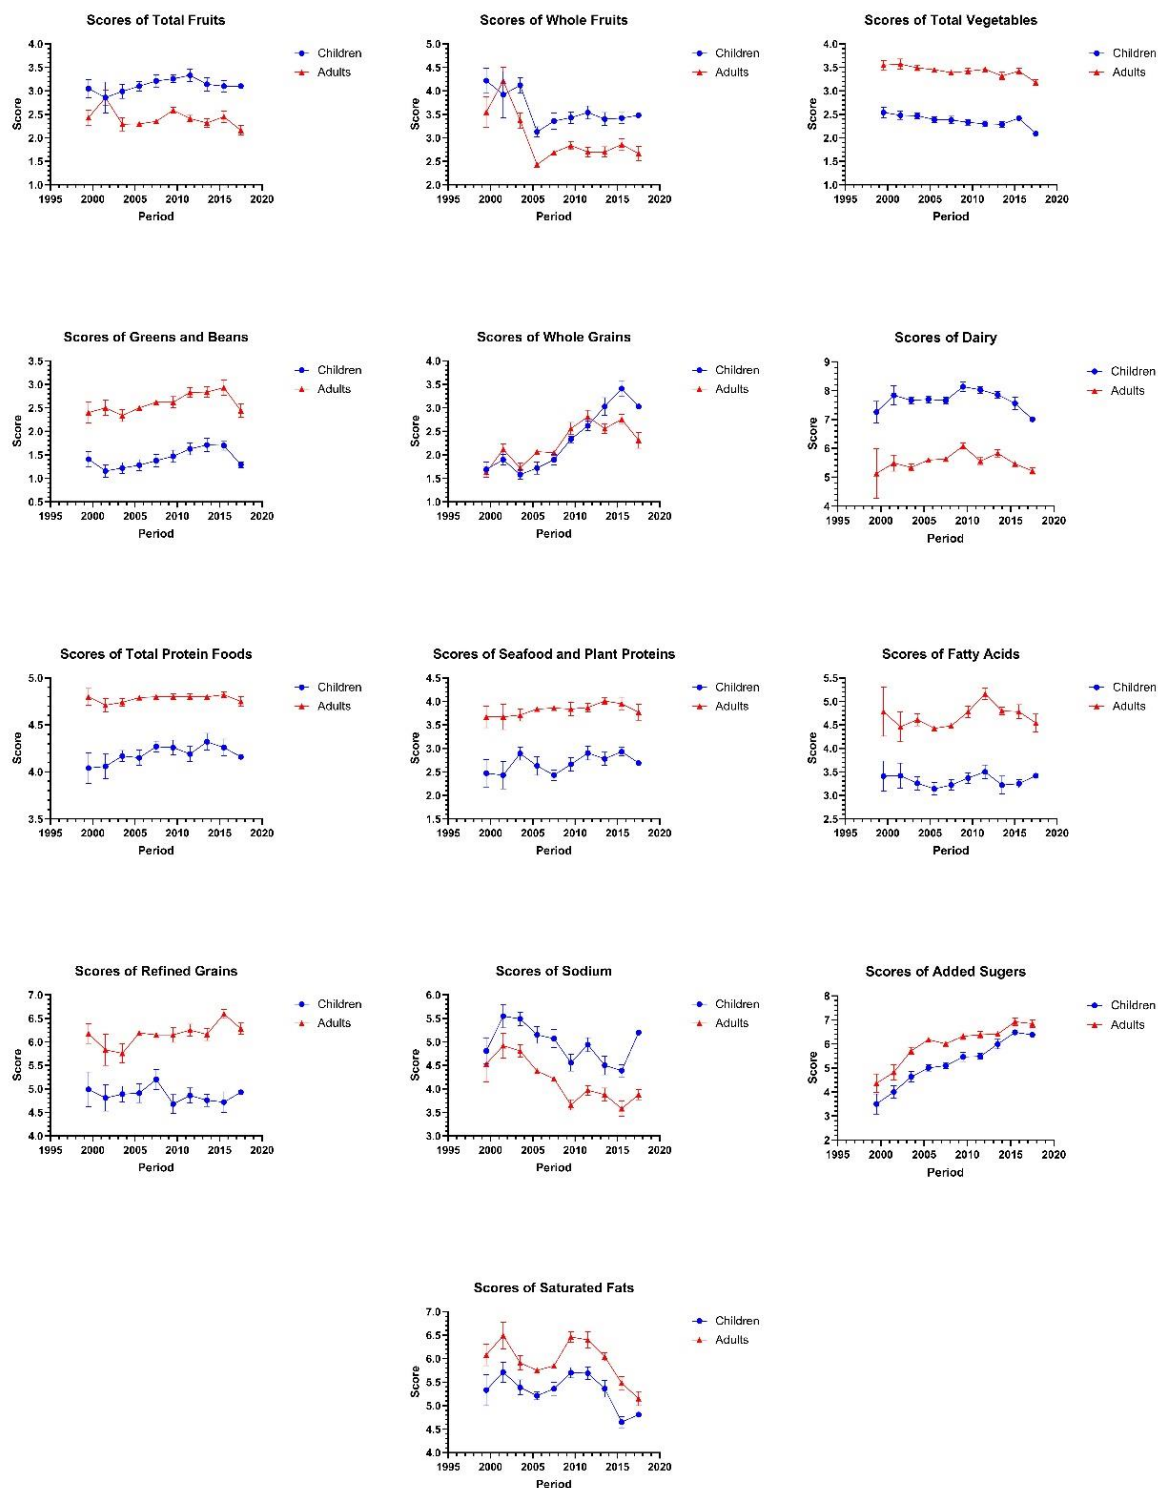 Scores of Total Fruits
4.0
3.5
3.0
2.5
2.0
1.5
1.0
Score
1995 2000 2005 2010 2015 2020
Period
Children
Adults
Scores of Whole Fruits
5.0
4.5
4.0
3.5
3.0
2.5
2.0
Score
1995 2000 2005 2010 2015 2020
Period
Children
Adults
Scores of Total Vegetables
4.0
3.5
3.0
2.5
2.0
1.5
1.0
Score
1995 2000 2005 2010 2015 2020
Period
Children
Adults
Scores of Greens and Beans
3.5
3.0
2.5
2.0
1.5
1.0
0.5
Score
1995 2000 2005 2010 2015 2020
Period
Children
Adults
Scores of Whole Grains
4.0
3.5
3.0
2.5
2.0
1.5
1.0
Score
1995 2000 2005 2010 2015 2020
Period
Children
Adults
Scores of Dairy
9
8
7
6
5
4
Score
1995 2000 2005 2010 2015 2020
Period
Children
Adults
Scores of Total Protein Foods
5.0
4.5
4.0
3.5
Score
1995 2000 2005 2010 2015 2020
Period
Children
Adults
Scores of Seafood and Plant Proteins
4.5
4.0
3.5
3.0
2.5
2.0
1.5
Score
1995 2000 2005 2010 2015 2020
Period
Children
Adults
Scores of Fatty Acids
5.5
5.0
4.5
4.0
3.5
3.0
2.5
Score
1995 2000 2005 2010 2015 2020
Period
Children
Adults
Scores of Refined Grains
7.0
6.5
6.0
5.5
5.0
4.5
4.0
Score
1995 2000 2005 2010 2015 2020
Period
Children
Adults
Scores of Sodium
6.0
5.5
5.0
4.5
4.0
3.5
3.0
Score
1995 2000 2005 2010 2015 2020
Period
Children
Adults
Scores of Added Sugers
8
7
6
5
4
3
2
Score
1995 2000 2005 2010 2015 2020
Period
Children
Adults
Scores of Saturated Fats
7.0
6.5
6.0
5.5
5.0
4.5
4.0
Score
1995 2000 2005 2010 2015 2020
Period
Children
Adults